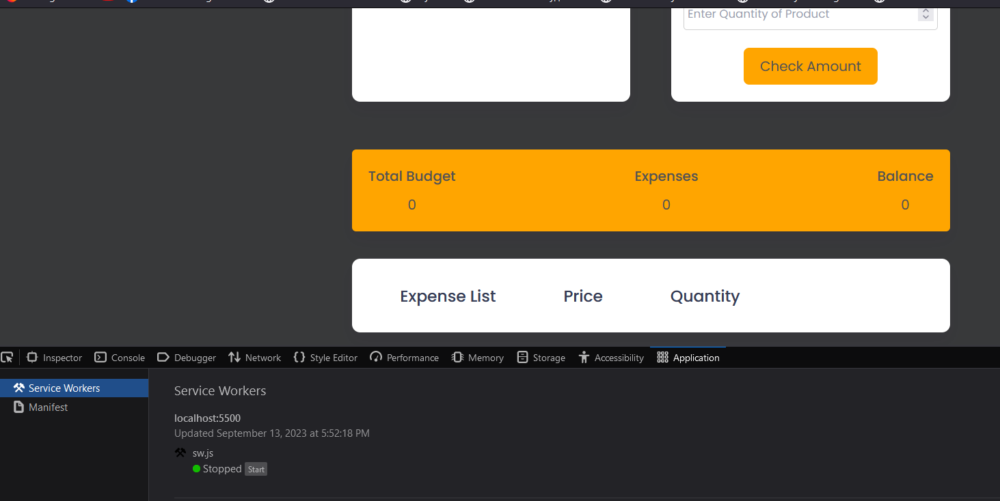 Enter Quantity of Product
Check Amount
Total Budget Expenses Balance
0 0 0
Expense List Price Quantity
Inspector Console Debugger Network Style Editor Performance Memory Storage Accessibility Application
Service Workers
Manifest
Service Workers
localhost:5500
Updated September 13, 2023 at 5:52:18 PM
sw.js
Stopped Start